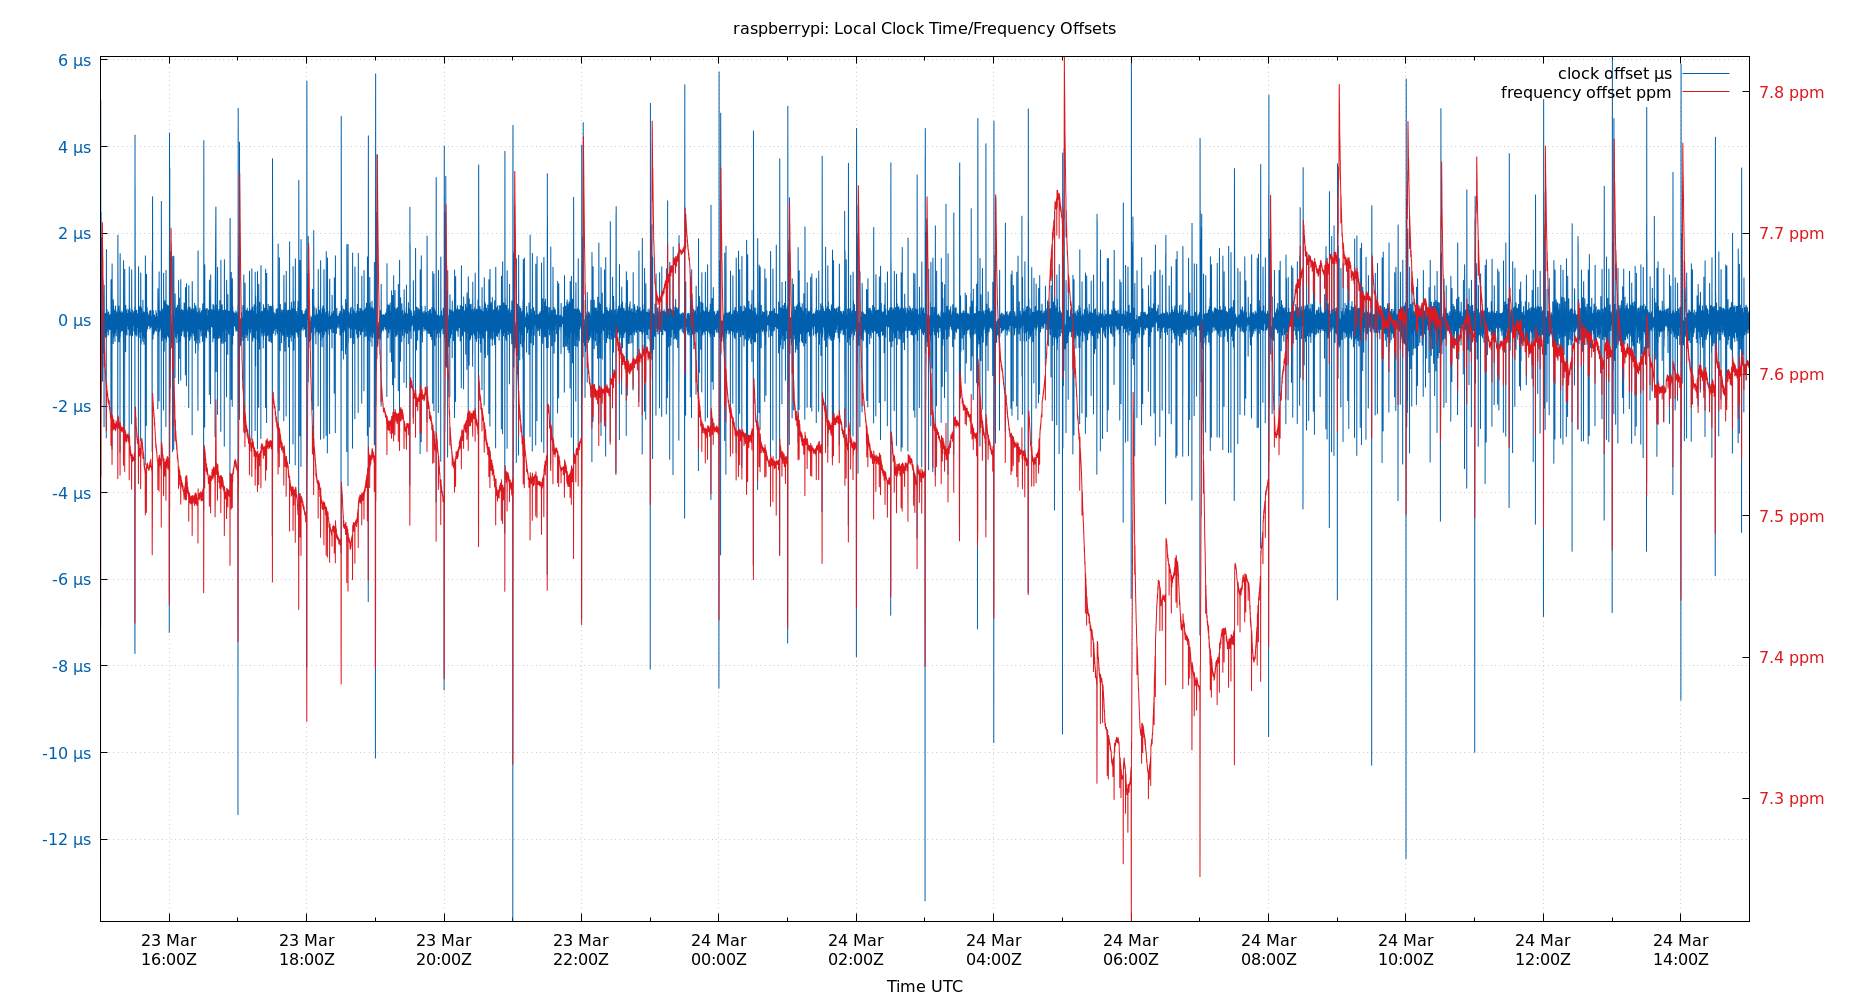 raspberrypi: Local Clock Time/Frequency Offsets
clock offset µs
frequency offset ppm
6 µs
4 µs
2 µs
0 µs
-2 µs
-4 µs
-6 µs
-8 µs
-10 µs
-12 µs
7.8 ppm
7.7 ppm
7.6 ppm
7.5 ppm
7.4 ppm
7.3 ppm
23 Mar
16:00Z
23 Mar
18:00Z
23 Mar
20:00Z
23 Mar
22:00Z
24 Mar
00:00Z
24 Mar
02:00Z
24 Mar
04:00Z
24 Mar
06:00Z
24 Mar
08:00Z
24 Mar
10:00Z
24 Mar
12:00Z
24 Mar
14:00Z
Time UTC